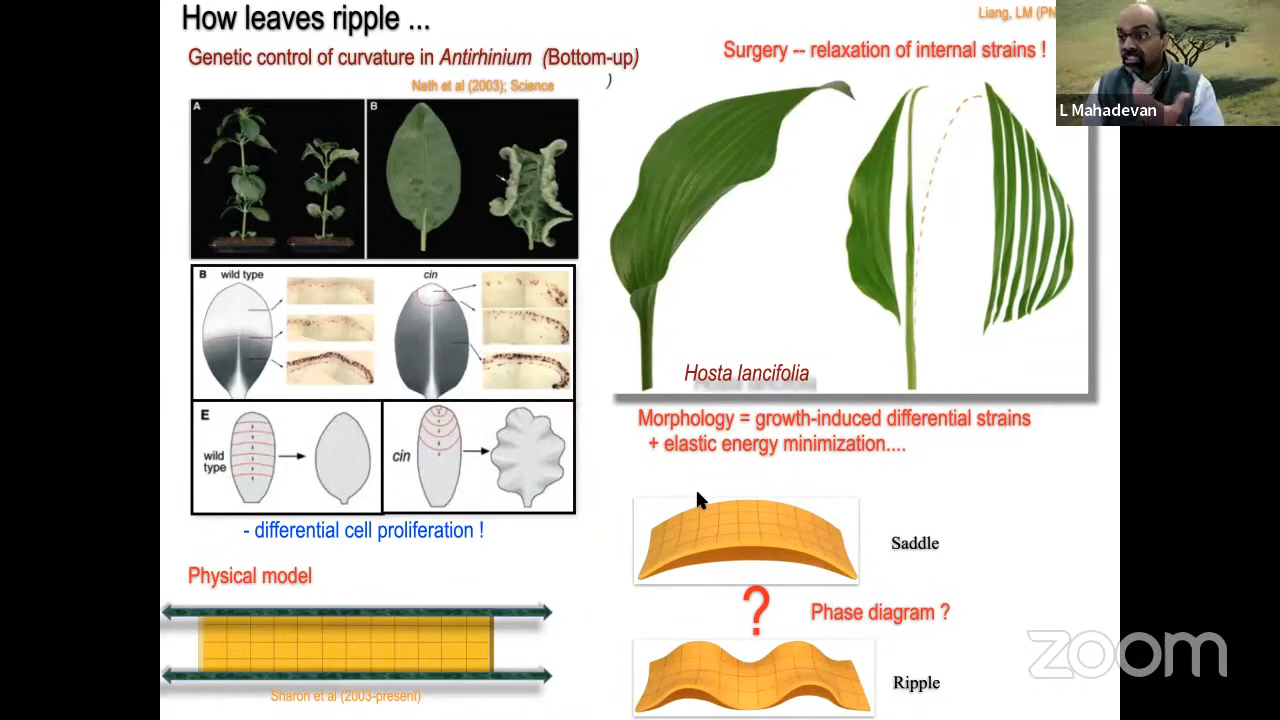 How leaves ripple ...
Genetic control of curvature in Antirhinium (Bottom-up)
)
Nath et al (2003); Science
A
B
B wild type
cin
E
wild type
cin
- differential cell proliferation !
Physical model
Sharon et al (2003-present)
Liang, LM (PN
Surgery -- relaxation of internal strains !
L Mahadevan
Hosta lancifolia
Morphology = growth-induced differential strains
+ elastic energy minimization....
Saddle
?
Phase diagram ?
Ripple
zoom